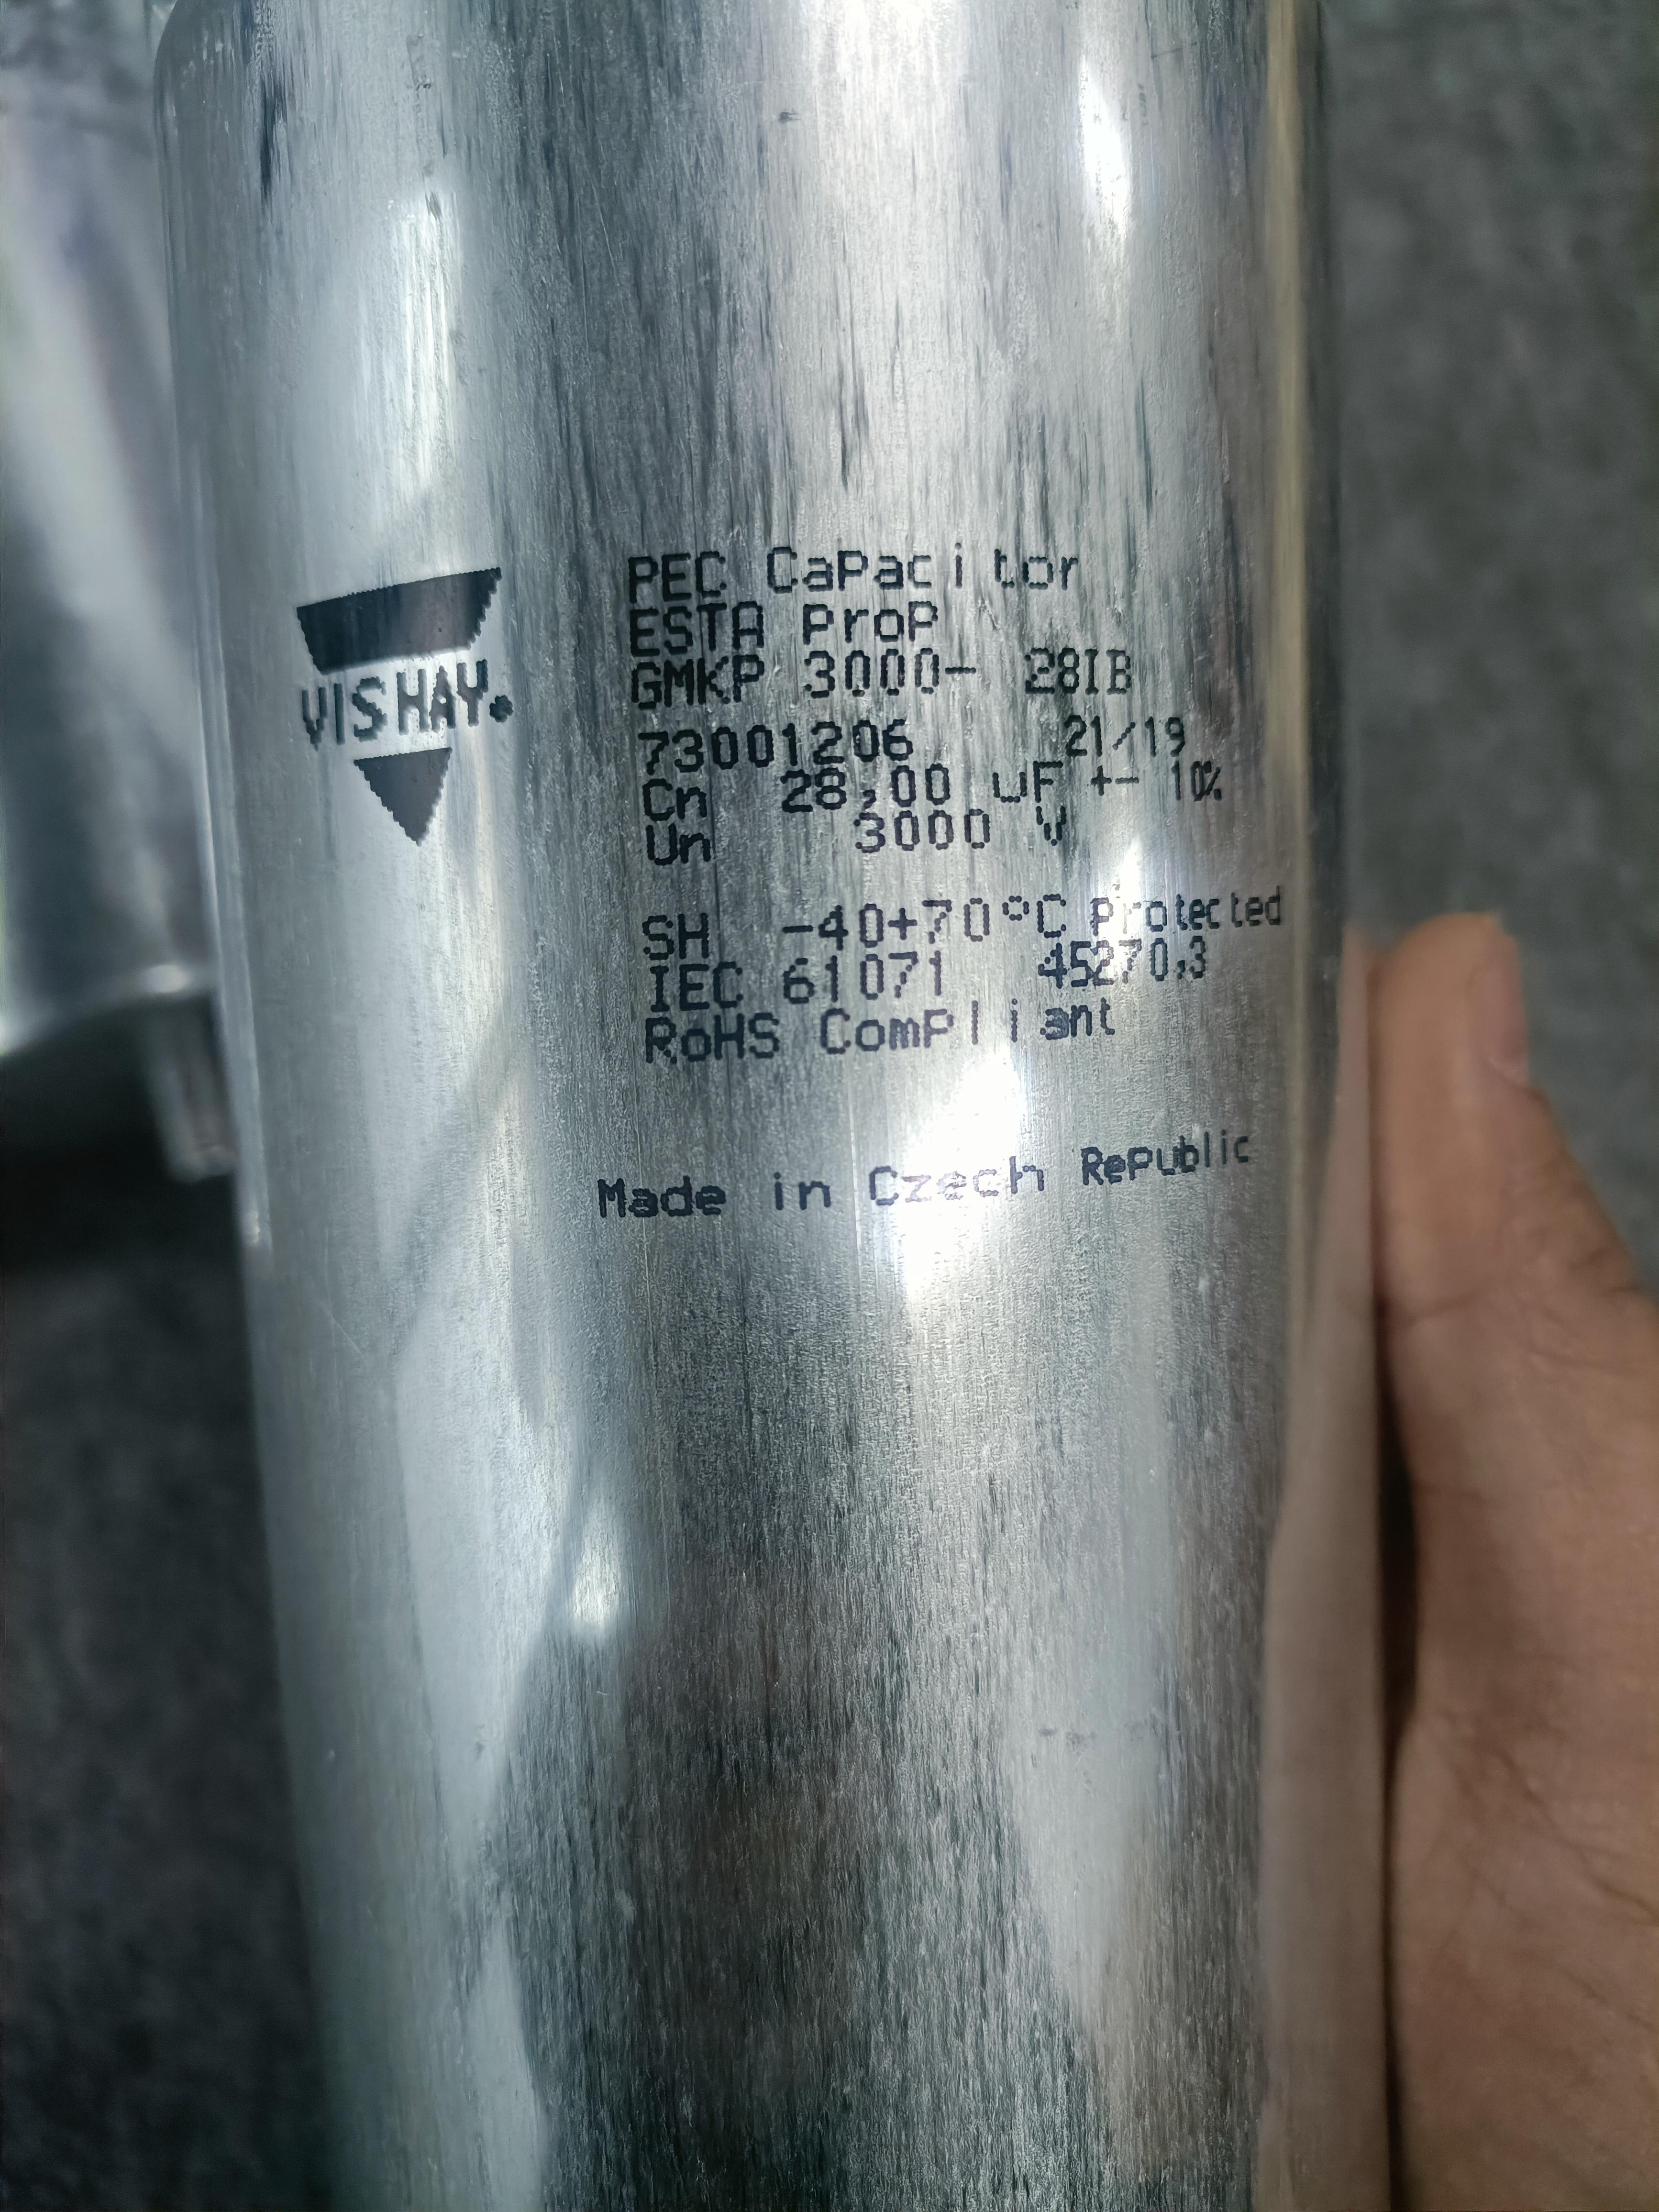 VISHAY®
PEC Capacitor
ESTA Prop
GMKP 3000- 28IB
73001206 21/19
Cn 28,00 uF +- 10%
Un 3000 V
SH -40+70°C Protected
IEC 61071 45270,3
RoHS Compliant
Made in Czech Republic